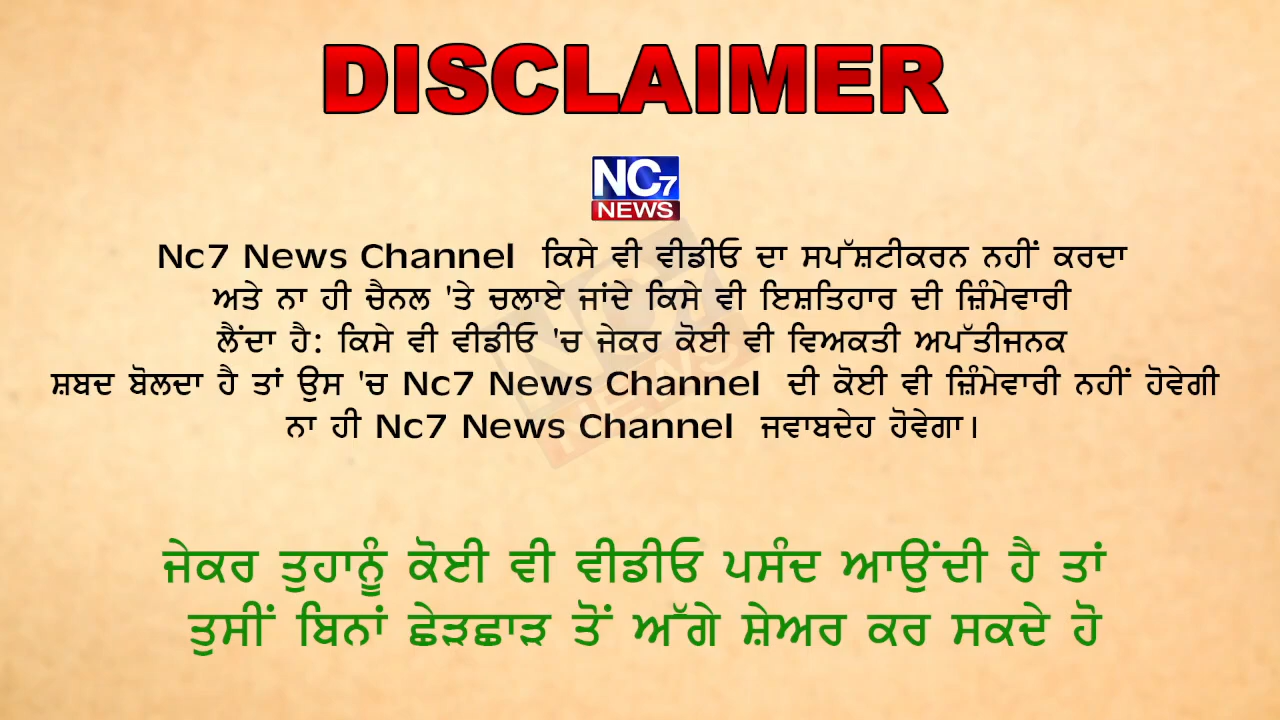 DISCLAIMER
NC7
NEWS
Nc7 News Channel ਕਿਸੇ ਵੀ ਵੀਡੀਓ ਦਾ ਸਪੱਸ਼ਟੀਕਰਨ ਨਹੀਂ ਕਰਦਾ
ਅਤੇ ਨਾ ਹੀ ਚੈਨਲ 'ਤੇ ਚਲਾਏ ਜਾਂਦੇ ਕਿਸੇ ਵੀ ਇਸ਼ਤਿਹਾਰ ਦੀ ਜ਼ਿੰਮੇਵਾਰੀ
ਲੈਂਦਾ ਹੈ: ਕਿਸੇ ਵੀ ਵੀਡੀਓ 'ਚ ਜੇਕਰ ਕੋਈ ਵੀ ਵਿਅਕਤੀ ਅਪੱਤੀਜਨਕ
ਸ਼ਬਦ ਬੋਲਦਾ ਹੈ ਤਾਂ ਉਸ 'ਚ Nc7 News Channel ਦੀ ਕੋਈ ਵੀ ਜ਼ਿੰਮੇਵਾਰੀ ਨਹੀਂ ਹੋਵੇਗੀ
ਨਾ ਹੀ Nc7 News Channel ਜਵਾਬਦੇਹ ਹੋਵੇਗਾ।
ਜੇਕਰ ਤੁਹਾਨੂੰ ਕੋਈ ਵੀ ਵੀਡੀਓ ਪਸੰਦ ਆਉਂਦੀ ਹੈ ਤਾਂ
ਤੁਸੀਂ ਬਿਨਾਂ ਛੇੜਛਾੜ ਤੋਂ ਅੱਗੇ ਸ਼ੇਅਰ ਕਰ ਸਕਦੇ ਹੋ